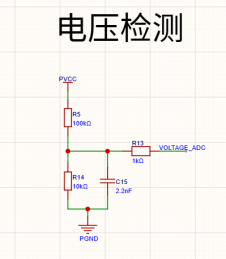 电压检测
PVCC
R5
100kΩ
R13
1kΩ
VOLTAGE_ADC
R14
10kΩ
C15
2.2nF
PGND